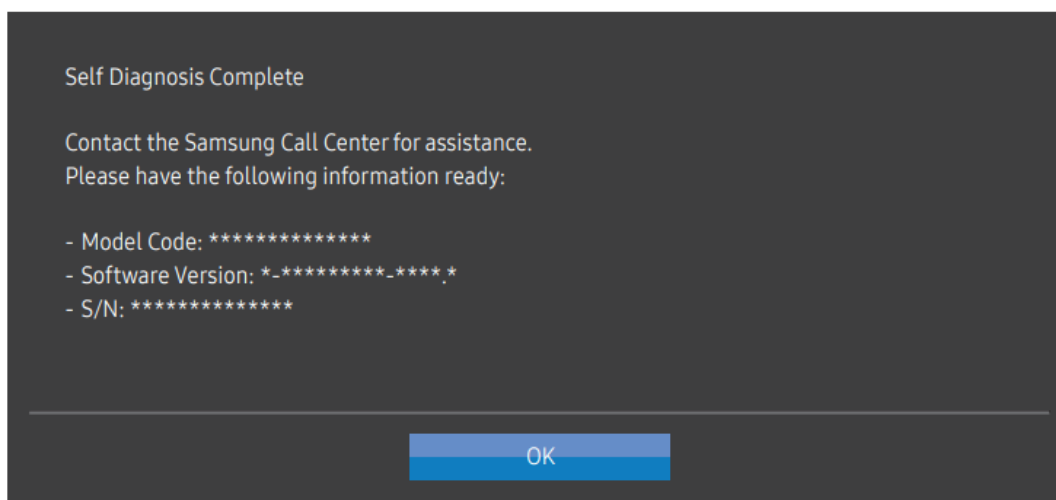 Self Diagnosis Complete
Contact the Samsung Call Center for assistance.
Please have the following information ready:
- Model Code: **************
- Software Version: *-*********-****.*
- S/N: **************
OK